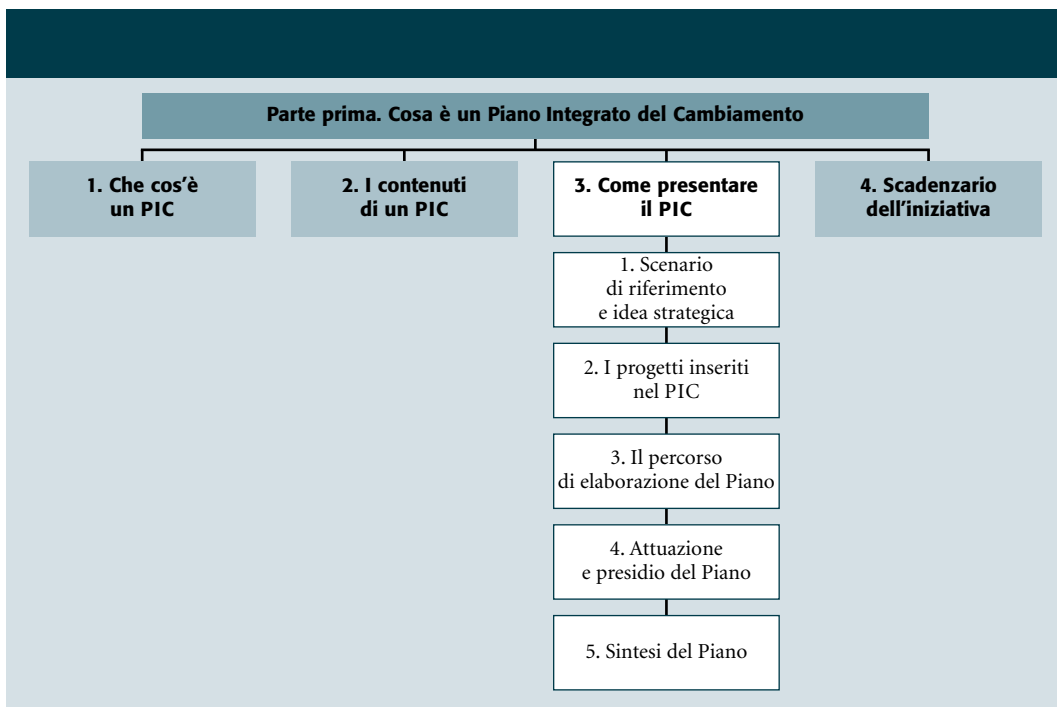 Parte prima. Cosa è un Piano Integrato del Cambiamento
1. Che cos'è
un PIC
2. I contenuti
di un PIC
3. Come presentare
il PIC
4. Scadenzario
dell'iniziativa
1. Scenario
di riferimento
e idea strategica
2. I progetti inseriti
nel PIC
3. Il percorso
di elaborazione del Piano
4. Attuazione
e presidio del Piano
5. Sintesi del Piano